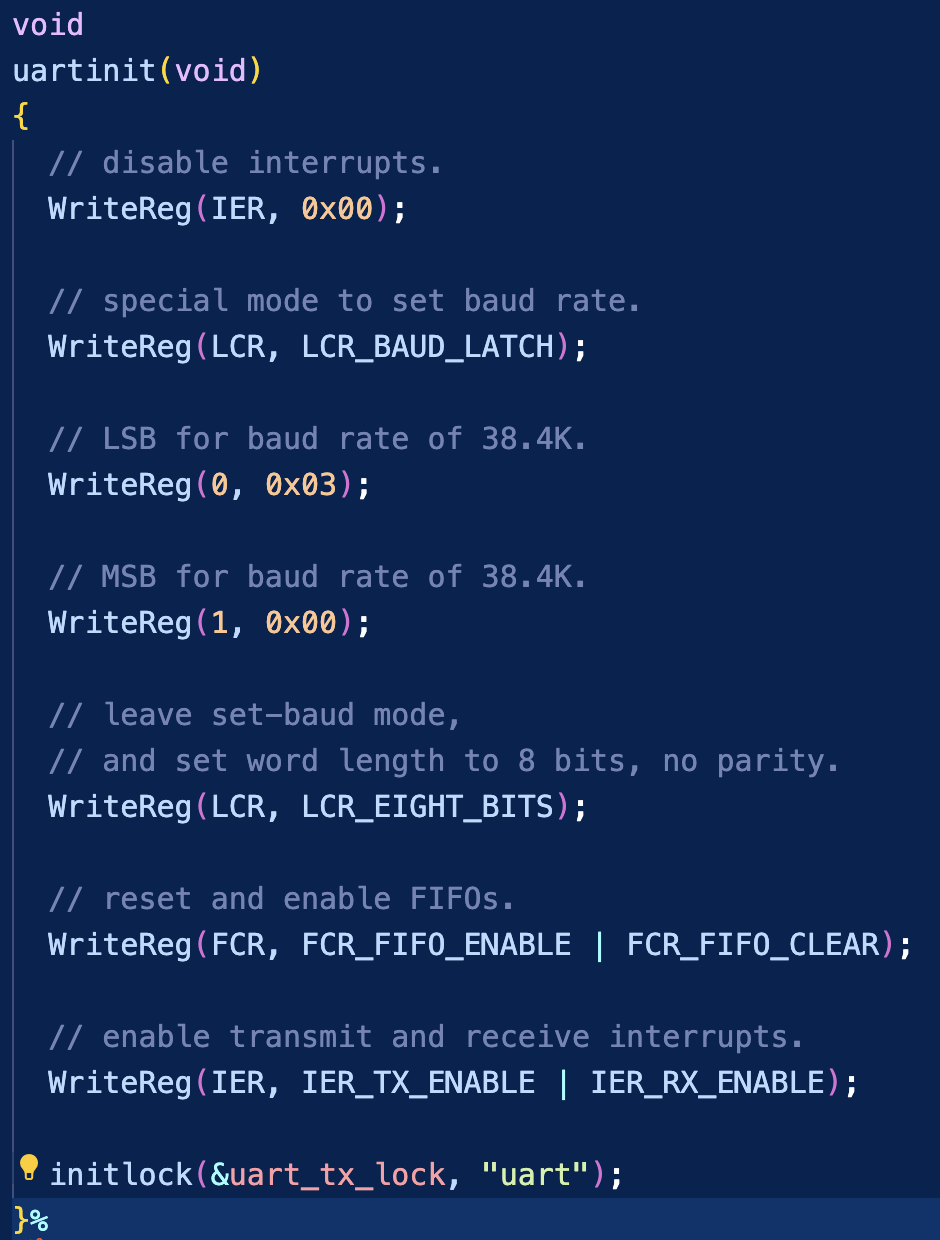 void
uartinit(void)
{
  // disable interrupts.
  WriteReg(IER, 0x00);

  // special mode to set baud rate.
  WriteReg(LCR, LCR_BAUD_LATCH);

  // LSB for baud rate of 38.4K.
  WriteReg(0, 0x03);

  // MSB for baud rate of 38.4K.
  WriteReg(1, 0x00);

  // leave set-baud mode,
  // and set word length to 8 bits, no parity.
  WriteReg(LCR, LCR_EIGHT_BITS);

  // reset and enable FIFOs.
  WriteReg(FCR, FCR_FIFO_ENABLE | FCR_FIFO_CLEAR);

  // enable transmit and receive interrupts.
  WriteReg(IER, IER_TX_ENABLE | IER_RX_ENABLE);

  initlock(&uart_tx_lock, "uart");
}%